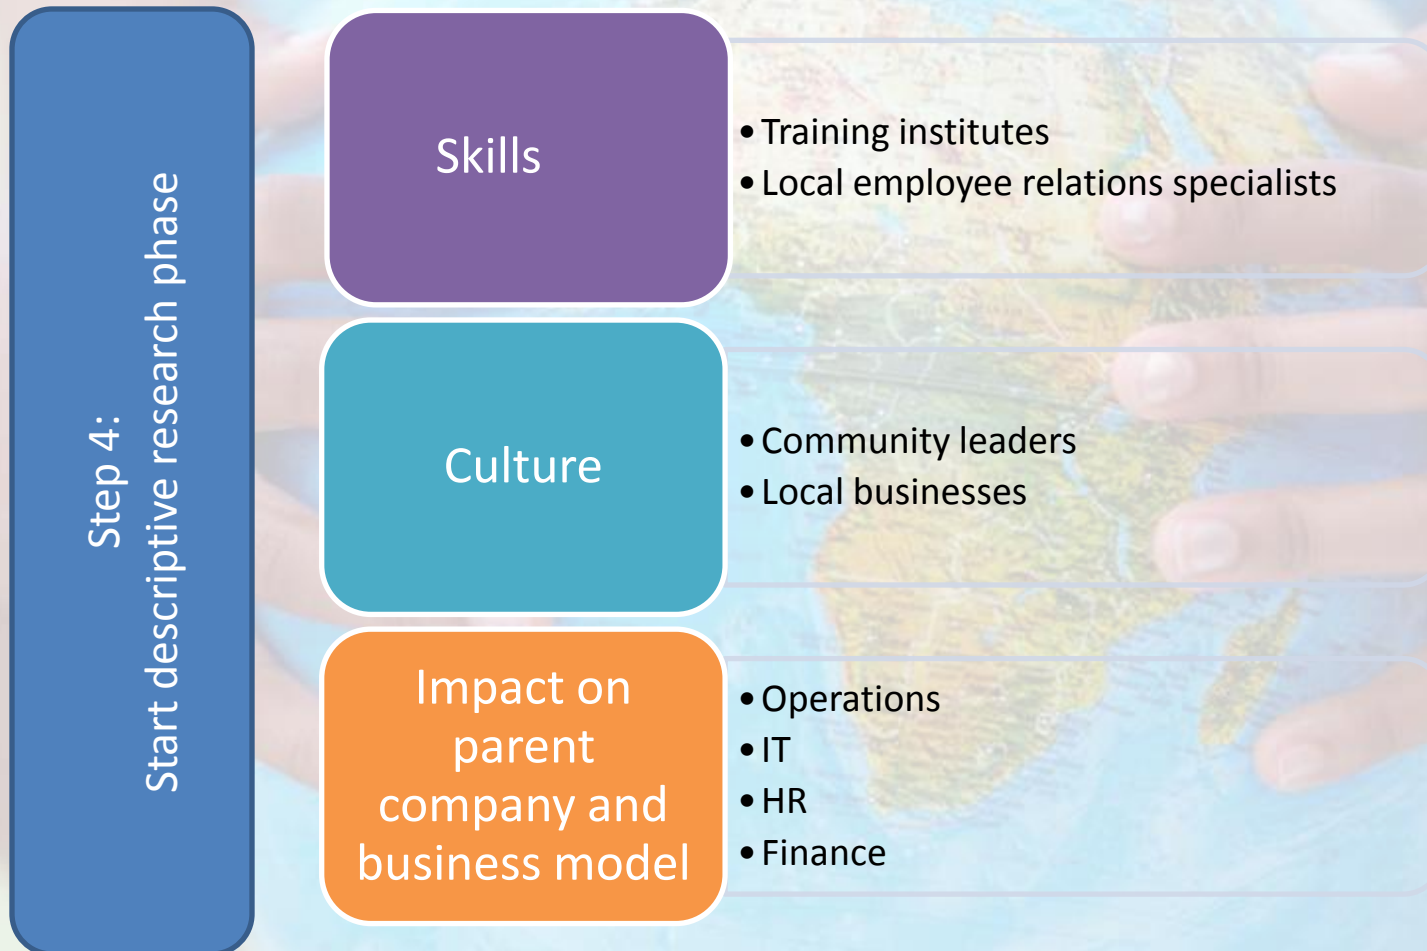 Step 4:
Start descriptive research phase
Skills
• Training institutes
• Local employee relations specialists
Culture
• Community leaders
• Local businesses
Impact on
parent
company and
business model
• Operations
• IT
• HR
• Finance